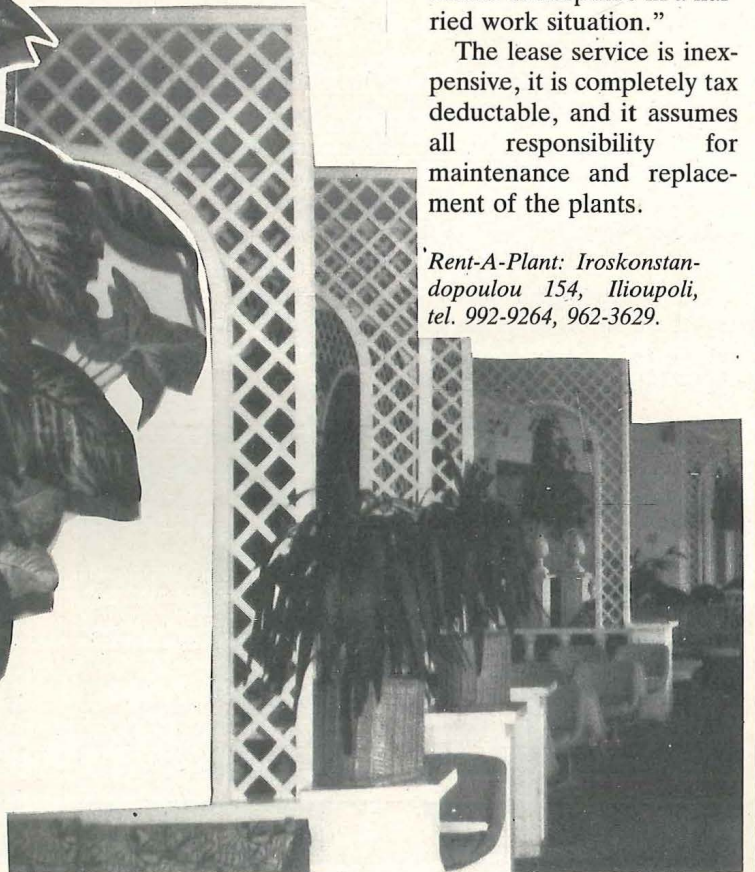 ried work situation.”
The lease service is inex-
pensive, it is completely tax
deductable, and it assumes
all responsibility for
maintenance and replace-
ment of the plants.
Rent-A-Plant: Iroskonstan-
dopoulou 154, Ilioupoli,
tel. 992-9264, 962-3629.